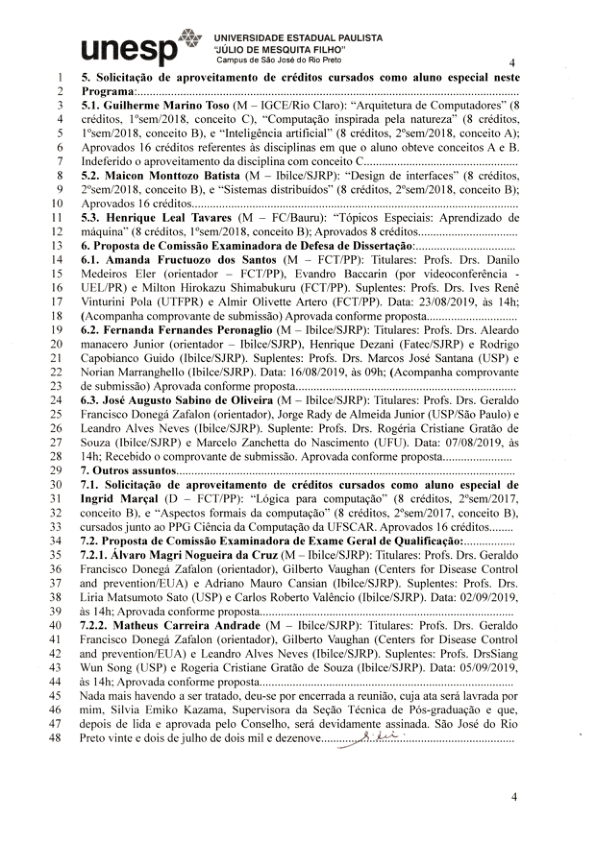 unesp
UNIVERSIDADE ESTADUAL PAULISTA
"JÚLIO DE MESQUITA FILHO"
Campus de São José do Rio Preto
4
1 5. Solicitação de aproveitamento de créditos cursados como aluno especial neste
2 Programa:..............................................................................................................
3 5.1. Guilherme Marino Toso (M – IGCE/Rio Claro): "Arquitetura de Computadores" (8
4 créditos, 1ºsem/2018, conceito C), "Computação inspirada pela natureza" (8 créditos,
5 1ºsem/2018, conceito B), e "Inteligência artificial" (8 créditos, 2ºsem/2018, conceito A);
6 Aprovados 16 créditos referentes às disciplinas em que o aluno obteve conceitos A e B.
7 Indeferido o aproveitamento da disciplina com conceito C................................................
8 5.2. Maicon Monttozo Batista (M – Ibilce/SJRP): "Design de interfaces" (8 créditos,
9 2ºsem/2018, conceito B), e "Sistemas distribuídos" (8 créditos, 2ºsem/2018, conceito B);
10 Aprovados 16 créditos.....................................................................................................
11 5.3. Henrique Leal Tavares (M – FC/Bauru): "Tópicos Especiais: Aprendizado de
12 máquina" (8 créditos, 1ºsem/2018, conceito B); Aprovados 8 créditos..............................
13 6. Proposta de Comissão Examinadora de Defesa de Dissertação:...............................
14 6.1. Amanda Fructuozo dos Santos (M – FCT/PP): Titulares: Profs. Drs. Danilo
15 Medeiros Eler (orientador – FCT/PP), Evandro Baccarin (por videoconferência -
16 UEL/PR) e Milton Hirokazu Shimabukuru (FCT/PP). Suplentes: Profs. Drs. Ives Renê
17 Vinturini Pola (UTFPR) e Almir Olivette Artero (FCT/PP). Data: 23/08/2019, às 14h;
18 (Acompanha comprovante de submissão) Aprovada conforme proposta............................
19 6.2. Fernanda Fernandes Peronaglio (M – Ibilce/SJRP): Titulares: Profs. Drs. Aleardo
20 manacero Junior (orientador – Ibilce/SJRP), Henrique Dezani (Fatec/SJRP) e Rodrigo
21 Capobianco Guido (Ibilce/SJRP). Suplentes: Profs. Drs. Marcos José Santana (USP) e
22 Norian Marranghello (Ibilce/SJRP). Data: 16/08/2019, às 09h; (Acompanha comprovante
23 de submissão) Aprovada conforme proposta.....................................................................
24 6.3. José Augusto Sabino de Oliveira (M – Ibilce/SJRP): Titulares: Profs. Drs. Geraldo
25 Francisco Donegá Zafalon (orientador), Jorge Rady de Almeida Junior (USP/São Paulo) e
26 Leandro Alves Neves (Ibilce/SJRP). Suplente: Profs. Drs. Rogéria Cristiane Gratão de
27 Souza (Ibilce/SJRP) e Marcelo Zanchetta do Nascimento (UFU). Data: 07/08/2019, às
28 14h; Recebido o comprovante de submissão. Aprovada conforme proposta......................
29 7. Outros assuntos........................................................................................................
30 7.1. Solicitação de aproveitamento de créditos cursados como aluno especial de
31 Ingrid Marçal (D – FCT/PP): "Lógica para computação" (8 créditos, 2ºsem/2017,
32 conceito B), e "Aspectos formais da computação" (8 créditos, 2ºsem/2017, conceito B),
33 cursados junto ao PPG Ciência da Computação da UFSCAR. Aprovados 16 créditos........
34 7.2. Proposta de Comissão Examinadora de Exame Geral de Qualificação:................
35 7.2.1. Álvaro Magri Nogueira da Cruz (M – Ibilce/SJRP): Titulares: Profs. Drs. Geraldo
36 Francisco Donegá Zafalon (orientador), Gilberto Vaughan (Centers for Disease Control
37 and prevention/EUA) e Adriano Mauro Cansian (Ibilce/SJRP). Suplentes: Profs. Drs.
38 Liria Matsumoto Sato (USP) e Carlos Roberto Valêncio (Ibilce/SJRP). Data: 02/09/2019,
39 às 14h; Aprovada conforme proposta...............................................................................
40 7.2.2. Matheus Carreira Andrade (M – Ibilce/SJRP): Titulares: Profs. Drs. Geraldo
41 Francisco Donegá Zafalon (orientador), Gilberto Vaughan (Centers for Disease Control
42 and prevention/EUA) e Leandro Alves Neves (Ibilce/SJRP). Suplentes: Profs. DrsSiang
43 Wun Song (USP) e Rogeria Cristiane Gratão de Souza (Ibilce/SJRP). Data: 05/09/2019,
44 às 14h; Aprovada conforme proposta...............................................................................
45 Nada mais havendo a ser tratado, deu-se por encerrada a reunião, cuja ata será lavrada por
46 mim, Silvia Emiko Kazama, Supervisora da Seção Técnica de Pós-graduação e que,
47 depois de lida e aprovada pelo Conselho, será devidamente assinada. São José do Rio
48 Preto vinte e dois de julho de dois mil e dezenove............................................................
4